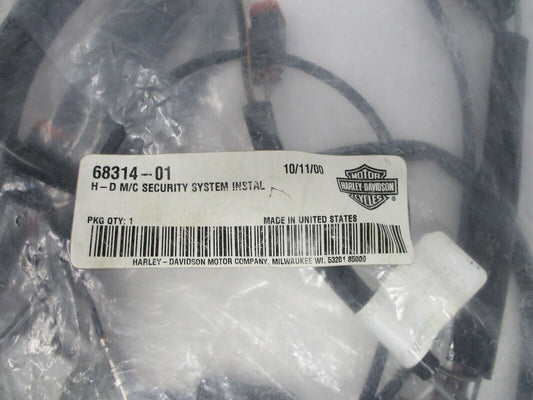 68314-01
10/11/00
H-D M/C SECURITY SYSTEM INSTAL
MOTOR
HARLEY-DAVIDSON
CYCLES
®
PKG QTY: 1
MADE IN UNITED STATES
HARLEY-DAVIDSON MOTOR COMPANY, MILWAUKEE WI. 53201 85000